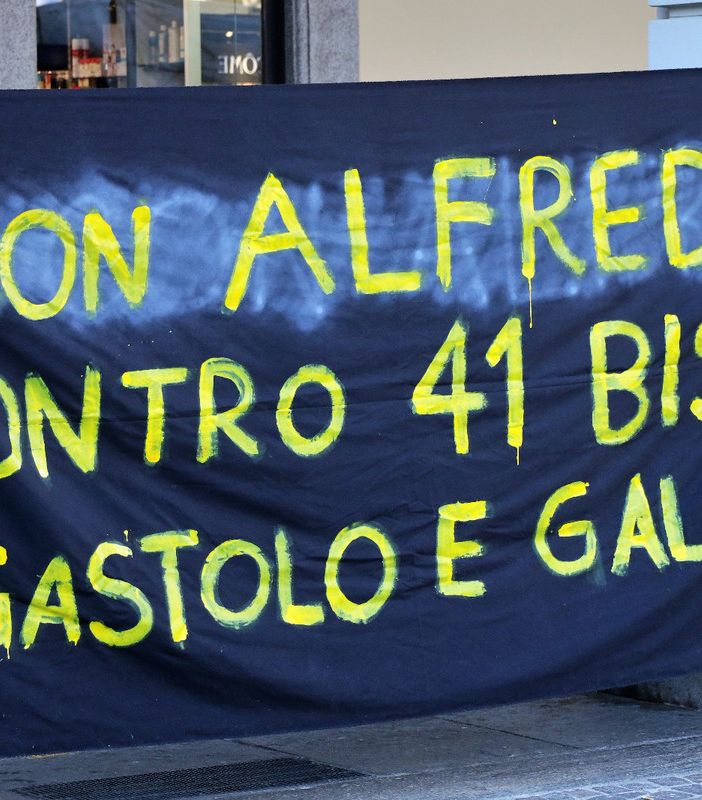 ON ALFRED
ONTRO 41 BIS
GASTOLO E GAL